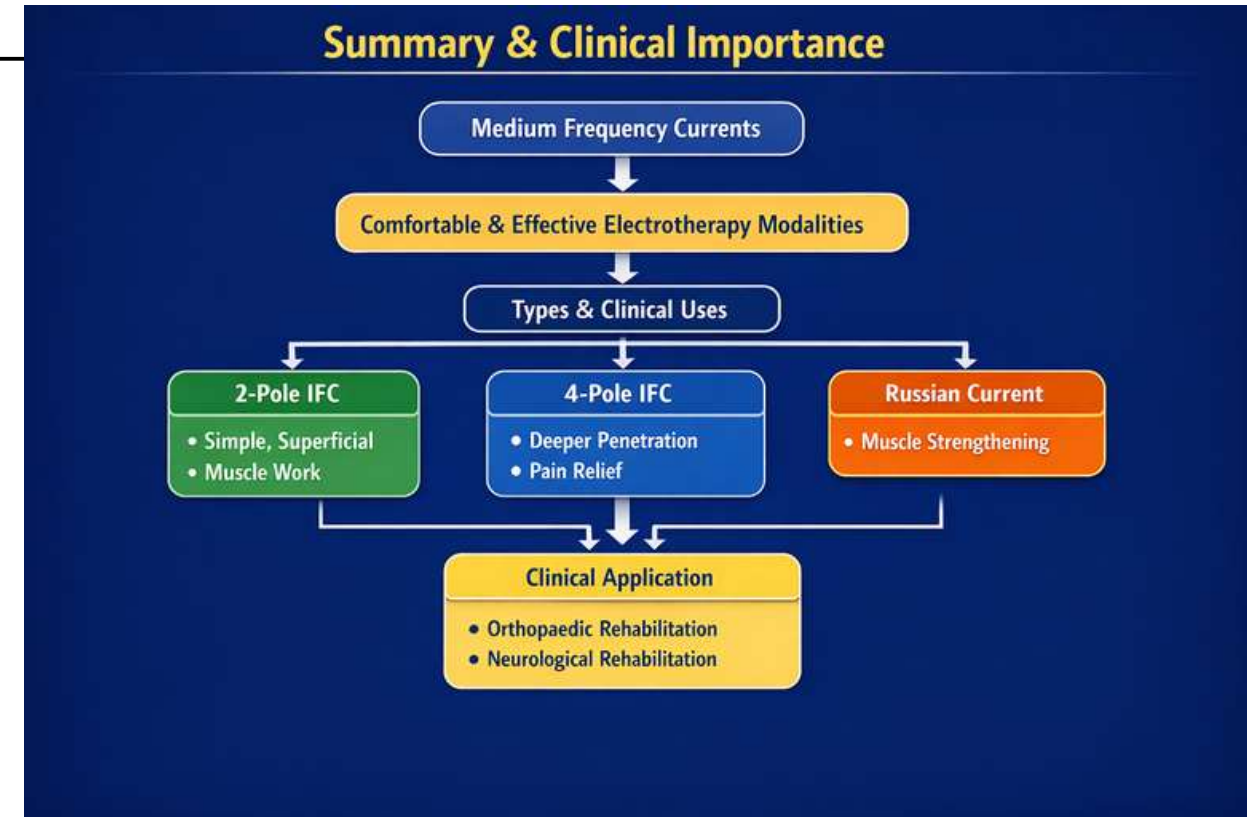 Summary & Clinical Importance
Medium Frequency Currents
Comfortable & Effective Electrotherapy Modalities
Types & Clinical Uses
2-Pole IFC
• Simple, Superficial
• Muscle Work
4-Pole IFC
• Deeper Penetration
• Pain Relief
Russian Current
• Muscle Strengthening
Clinical Application
• Orthopaedic Rehabilitation
• Neurological Rehabilitation